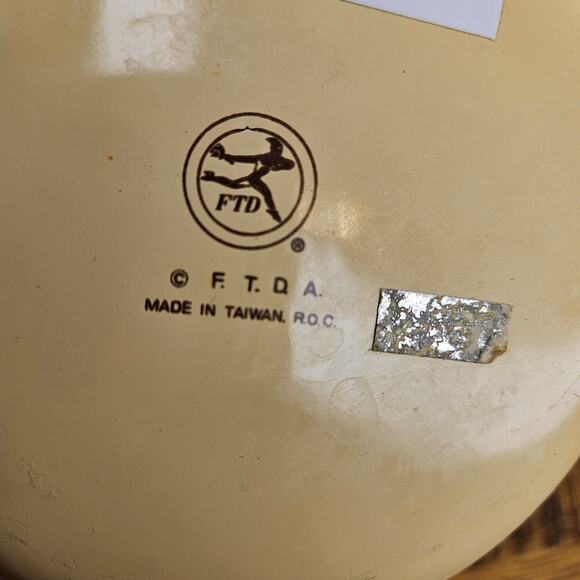 FTD
®
© F. T. D. A.
MADE IN TAIWAN. R.O.C.